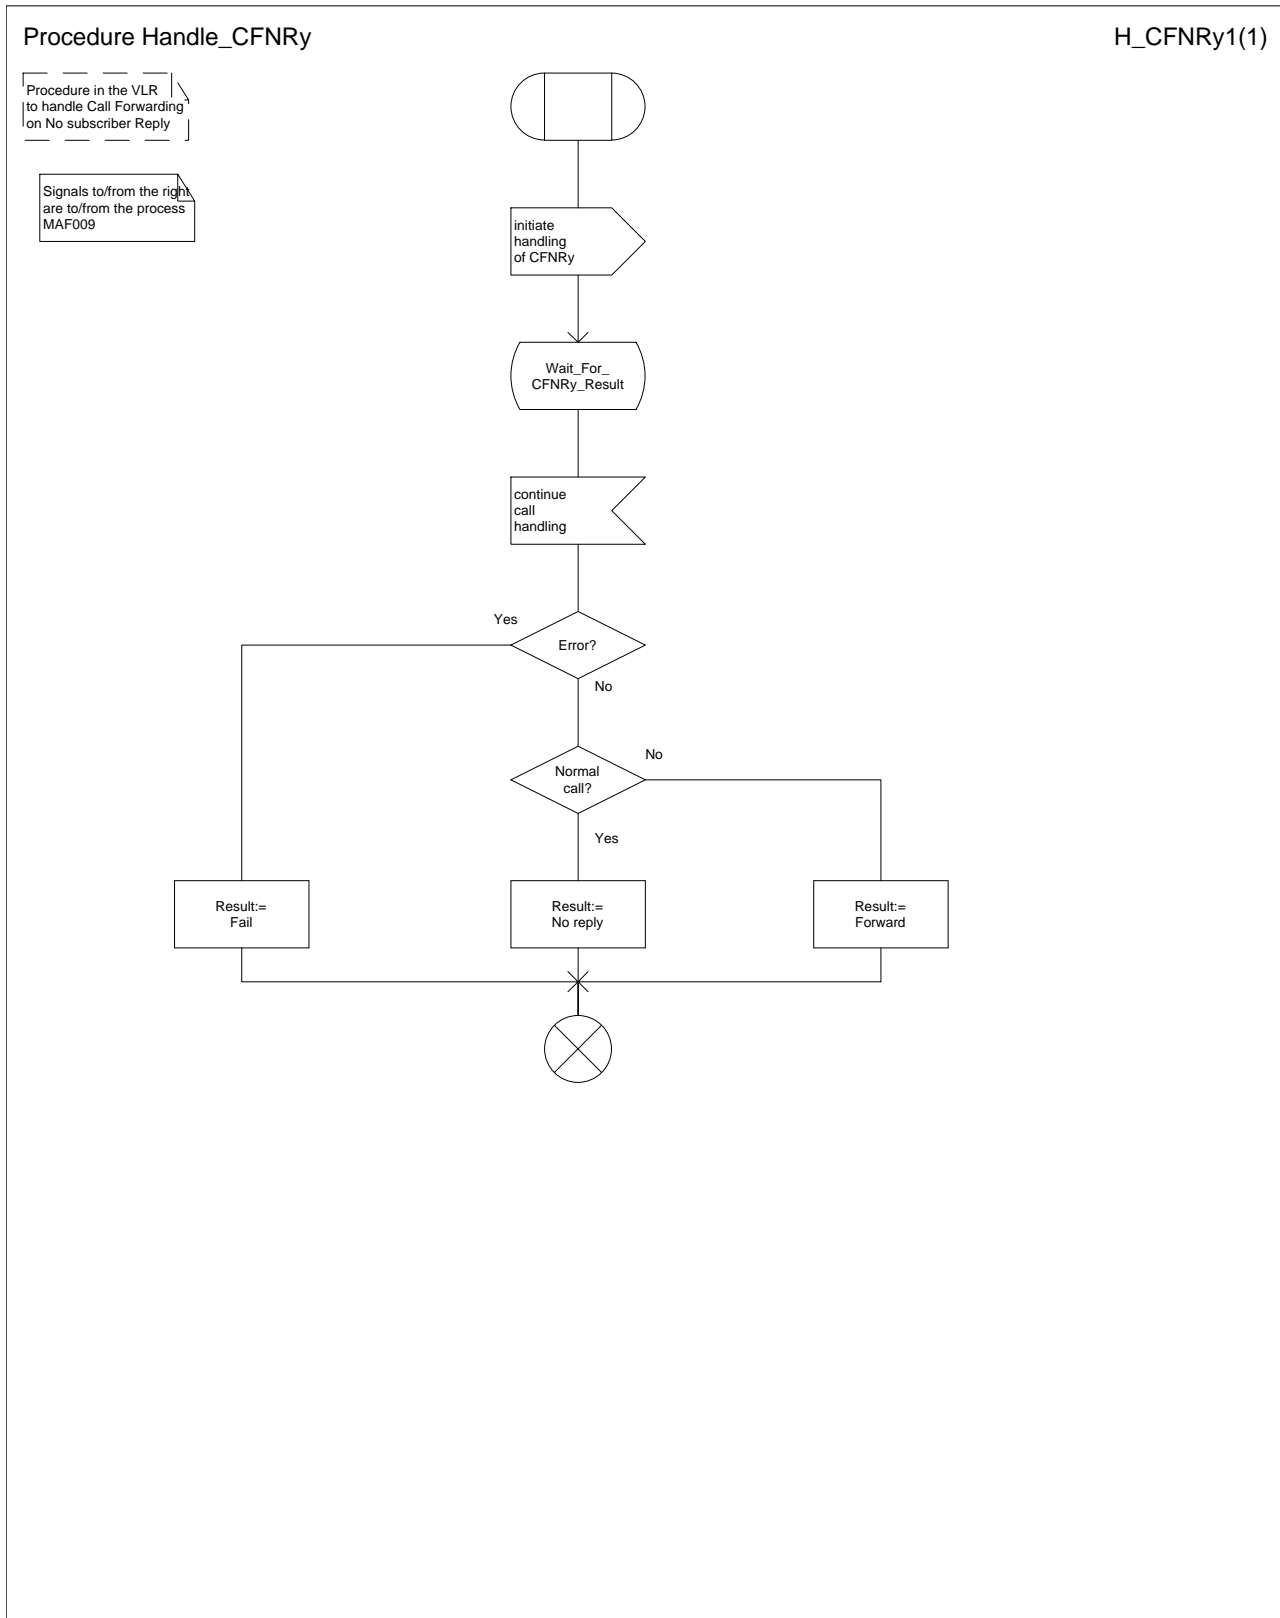 Procedure Handle_CFNRy
H_CFNRy1(1)
Procedure in the VLR
to handle Call Forwarding
on No subscriber Reply
Signals to/from the right
are to/from the process
MAF009
initiate
handling
of CFNRy
Wait_For_
CFNRy_Result
continue
call
handling
Yes
Error?
No
No
Normal
call?
Yes
Result:=
Fail
Result:=
No reply
Result:=
Forward